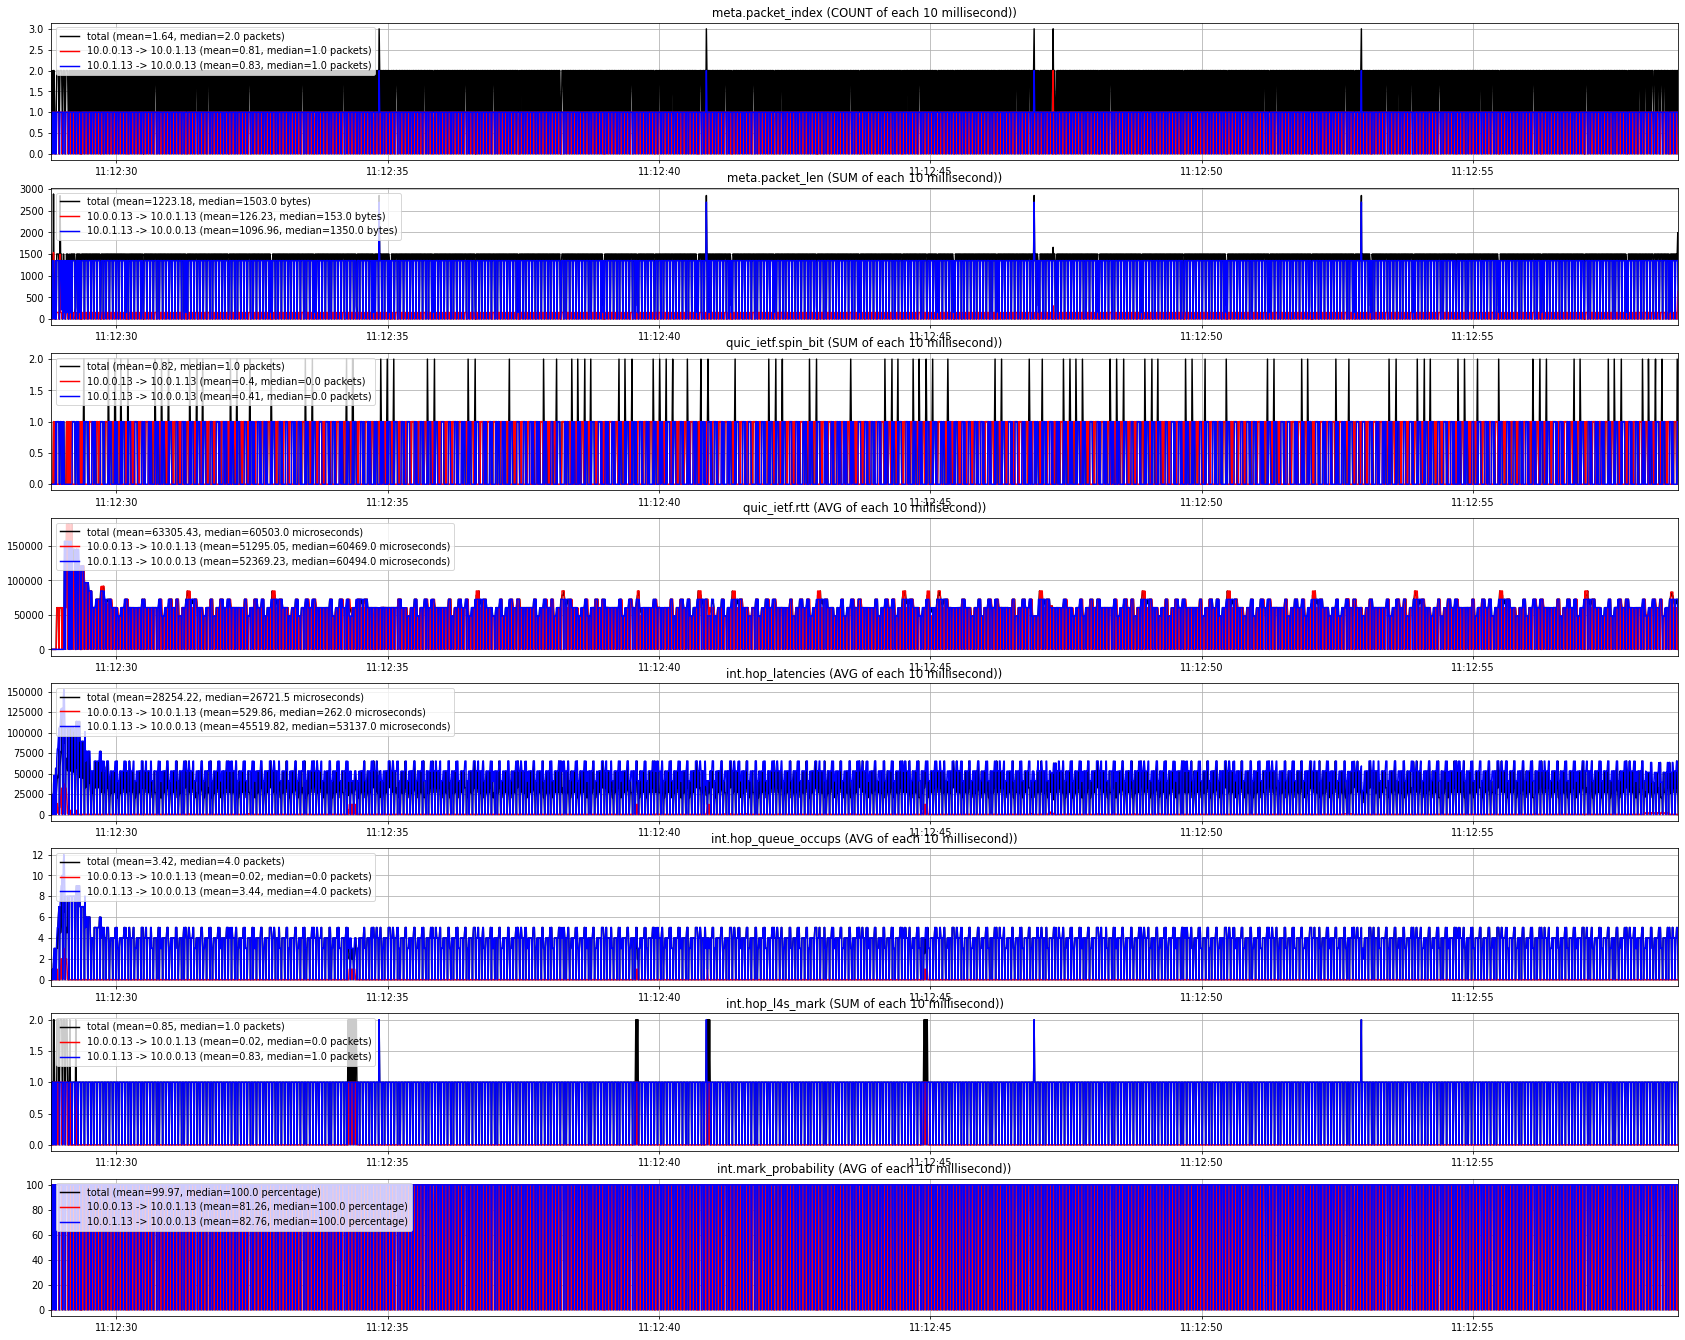 meta.packet_index (COUNT of each 10 millisecond))
total (mean=1.64, median=2.0 packets)
10.0.0.13 -> 10.0.1.13 (mean=0.81, median=1.0 packets)
10.0.1.13 -> 10.0.0.13 (mean=0.83, median=1.0 packets)
3.0
2.5
2.0
1.5
1.0
0.5
0.0
11:12:30 11:12:35 11:12:40 11:12:45 11:12:50 11:12:55
meta.packet_len (SUM of each 10 millisecond))
total (mean=1223.18, median=1503.0 bytes)
10.0.0.13 -> 10.0.1.13 (mean=126.23, median=153.0 bytes)
10.0.1.13 -> 10.0.0.13 (mean=1096.96, median=1350.0 bytes)
3000
2500
2000
1500
1000
500
0
11:12:30 11:12:35 11:12:40 11:12:45 11:12:50 11:12:55
quic_ietf.spin_bit (SUM of each 10 millisecond))
total (mean=0.82, median=1.0 packets)
10.0.0.13 -> 10.0.1.13 (mean=0.4, median=0.0 packets)
10.0.1.13 -> 10.0.0.13 (mean=0.41, median=0.0 packets)
2.0
1.5
1.0
0.5
0.0
11:12:30 11:12:35 11:12:40 11:12:45 11:12:50 11:12:55
quic_ietf.rtt (AVG of each 10 millisecond))
total (mean=63305.43, median=60503.0 microseconds)
10.0.0.13 -> 10.0.1.13 (mean=51295.05, median=60469.0 microseconds)
10.0.1.13 -> 10.0.0.13 (mean=52369.23, median=60494.0 microseconds)
150000
100000
50000
0
11:12:30 11:12:35 11:12:40 11:12:45 11:12:50 11:12:55
int.hop_latencies (AVG of each 10 millisecond))
total (mean=28254.22, median=26721.5 microseconds)
10.0.0.13 -> 10.0.1.13 (mean=529.86, median=262.0 microseconds)
10.0.1.13 -> 10.0.0.13 (mean=45519.82, median=53137.0 microseconds)
150000
125000
100000
75000
50000
25000
0
11:12:30 11:12:35 11:12:40 11:12:45 11:12:50 11:12:55
int.hop_queue_occups (AVG of each 10 millisecond))
total (mean=3.42, median=4.0 packets)
10.0.0.13 -> 10.0.1.13 (mean=0.02, median=0.0 packets)
10.0.1.13 -> 10.0.0.13 (mean=3.44, median=4.0 packets)
12
10
8
6
4
2
0
11:12:30 11:12:35 11:12:40 11:12:45 11:12:50 11:12:55
int.hop_l4s_mark (SUM of each 10 millisecond))
total (mean=0.85, median=1.0 packets)
10.0.0.13 -> 10.0.1.13 (mean=0.02, median=0.0 packets)
10.0.1.13 -> 10.0.0.13 (mean=0.83, median=1.0 packets)
2.0
1.5
1.0
0.5
0.0
11:12:30 11:12:35 11:12:40 11:12:45 11:12:50 11:12:55
int.mark_probability (AVG of each 10 millisecond))
total (mean=99.97, median=100.0 percentage)
10.0.0.13 -> 10.0.1.13 (mean=81.26, median=100.0 percentage)
10.0.1.13 -> 10.0.0.13 (mean=82.76, median=100.0 percentage)
100
80
60
40
20
0
11:12:30 11:12:35 11:12:40 11:12:45 11:12:50 11:12:55